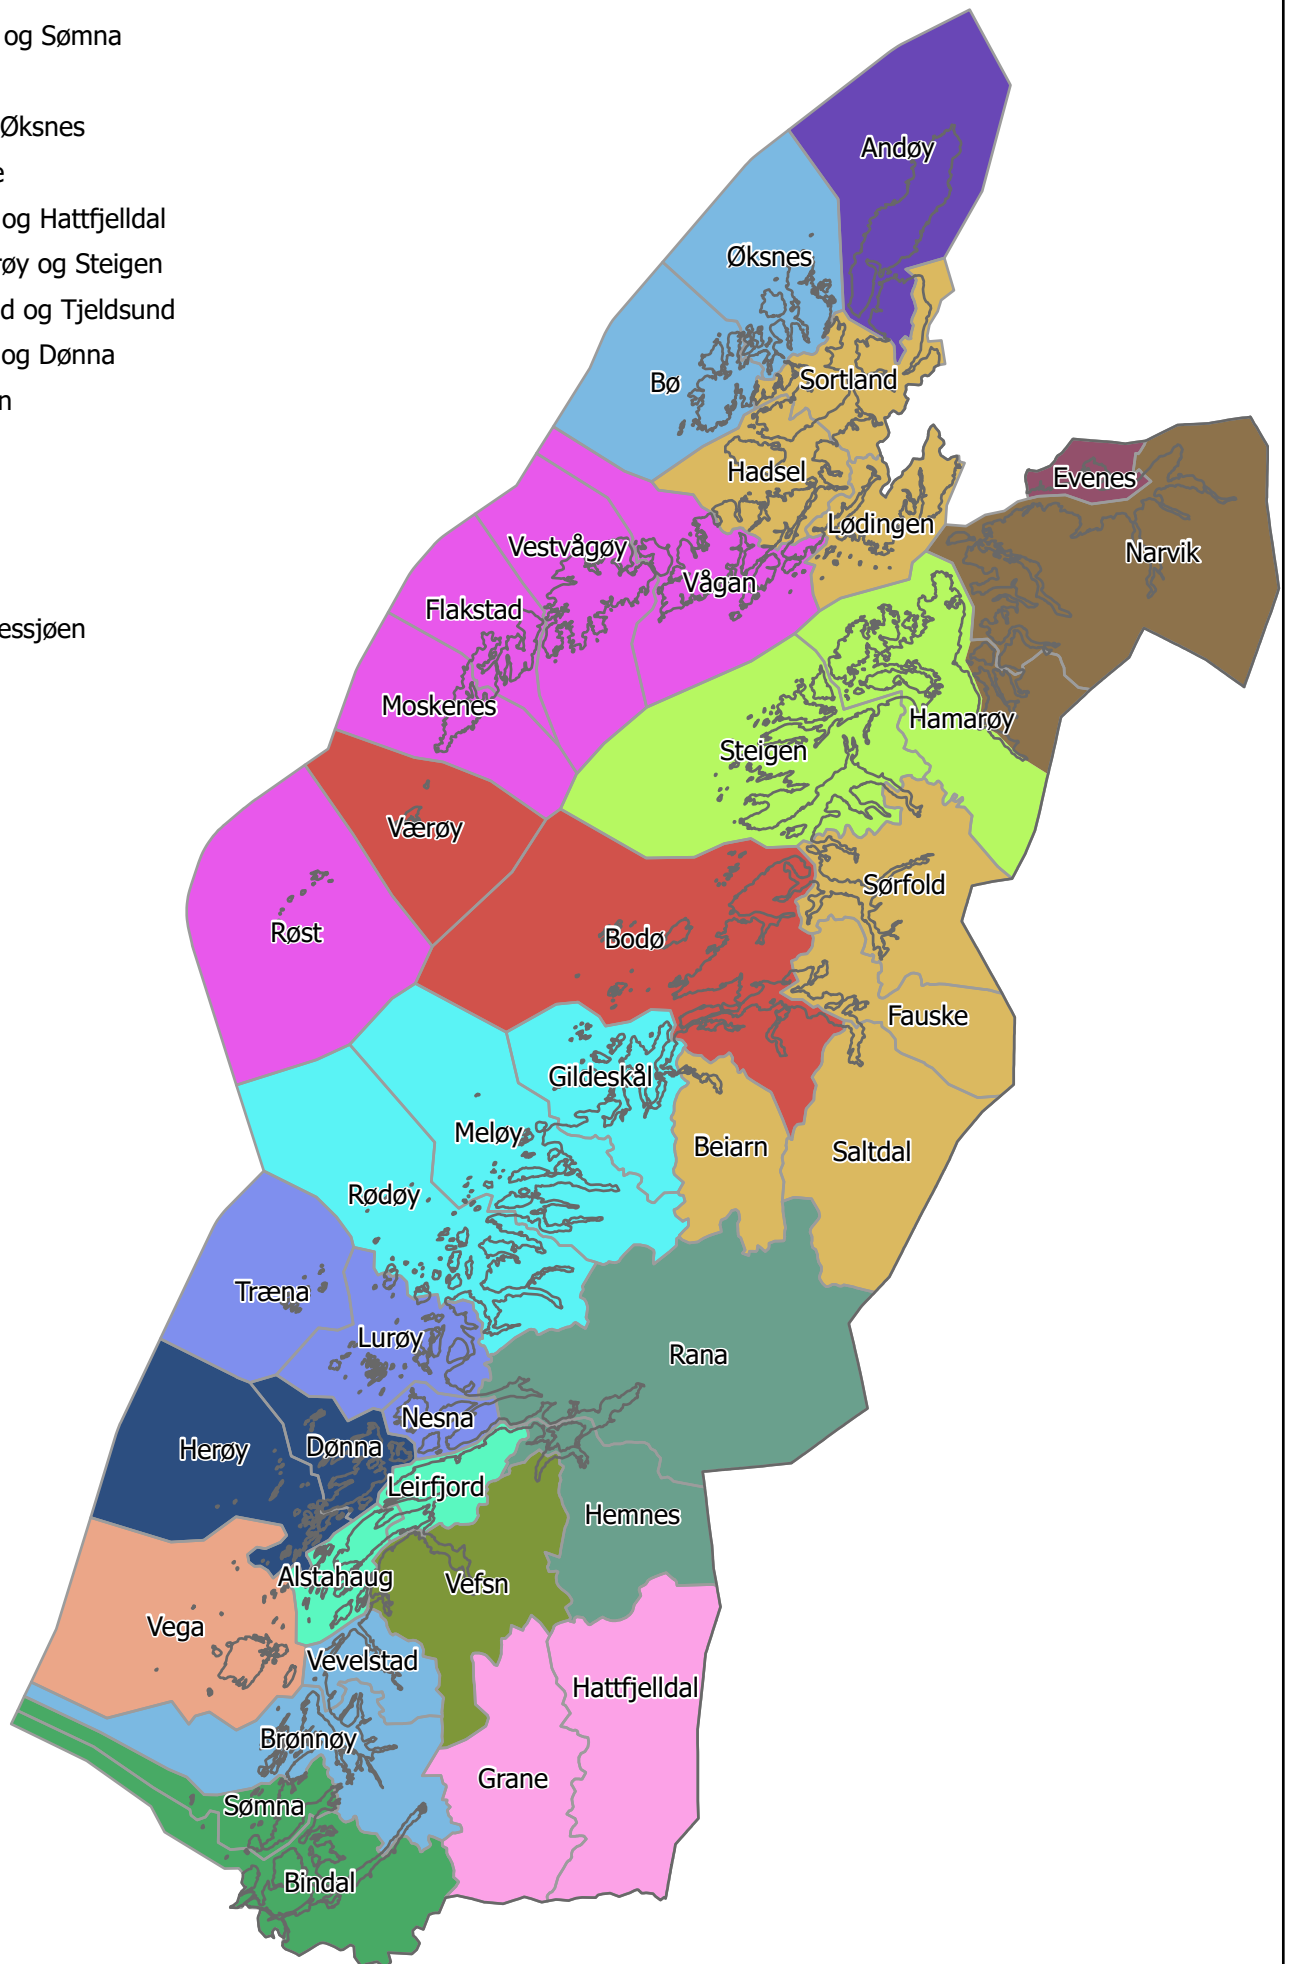 og Sømna
Øksnes
e
og Hattfjelldal
røy og Steigen
d og Tjeldsund
og Dønna
n
essjøen
Andøy
Øksnes
Bø
Sortland
Hadsel
Evenes
Lødingen
Narvik
Vestvågøy
Vågan
Flakstad
Moskenes
Hamarøy
Steigen
Værøy
Sørfold
Røst
Bodø
Fauske
Gildeskål
Meløy
Beiarn
Saltdal
Rødøy
Træna
Lurøy
Rana
Nesna
Herøy
Dønna
Leirfjord
Hemnes
Alstahaug
Vefsn
Vega
Vevelstad
Hattfjelldal
Brønnøy
Grane
Sømna
Bindal